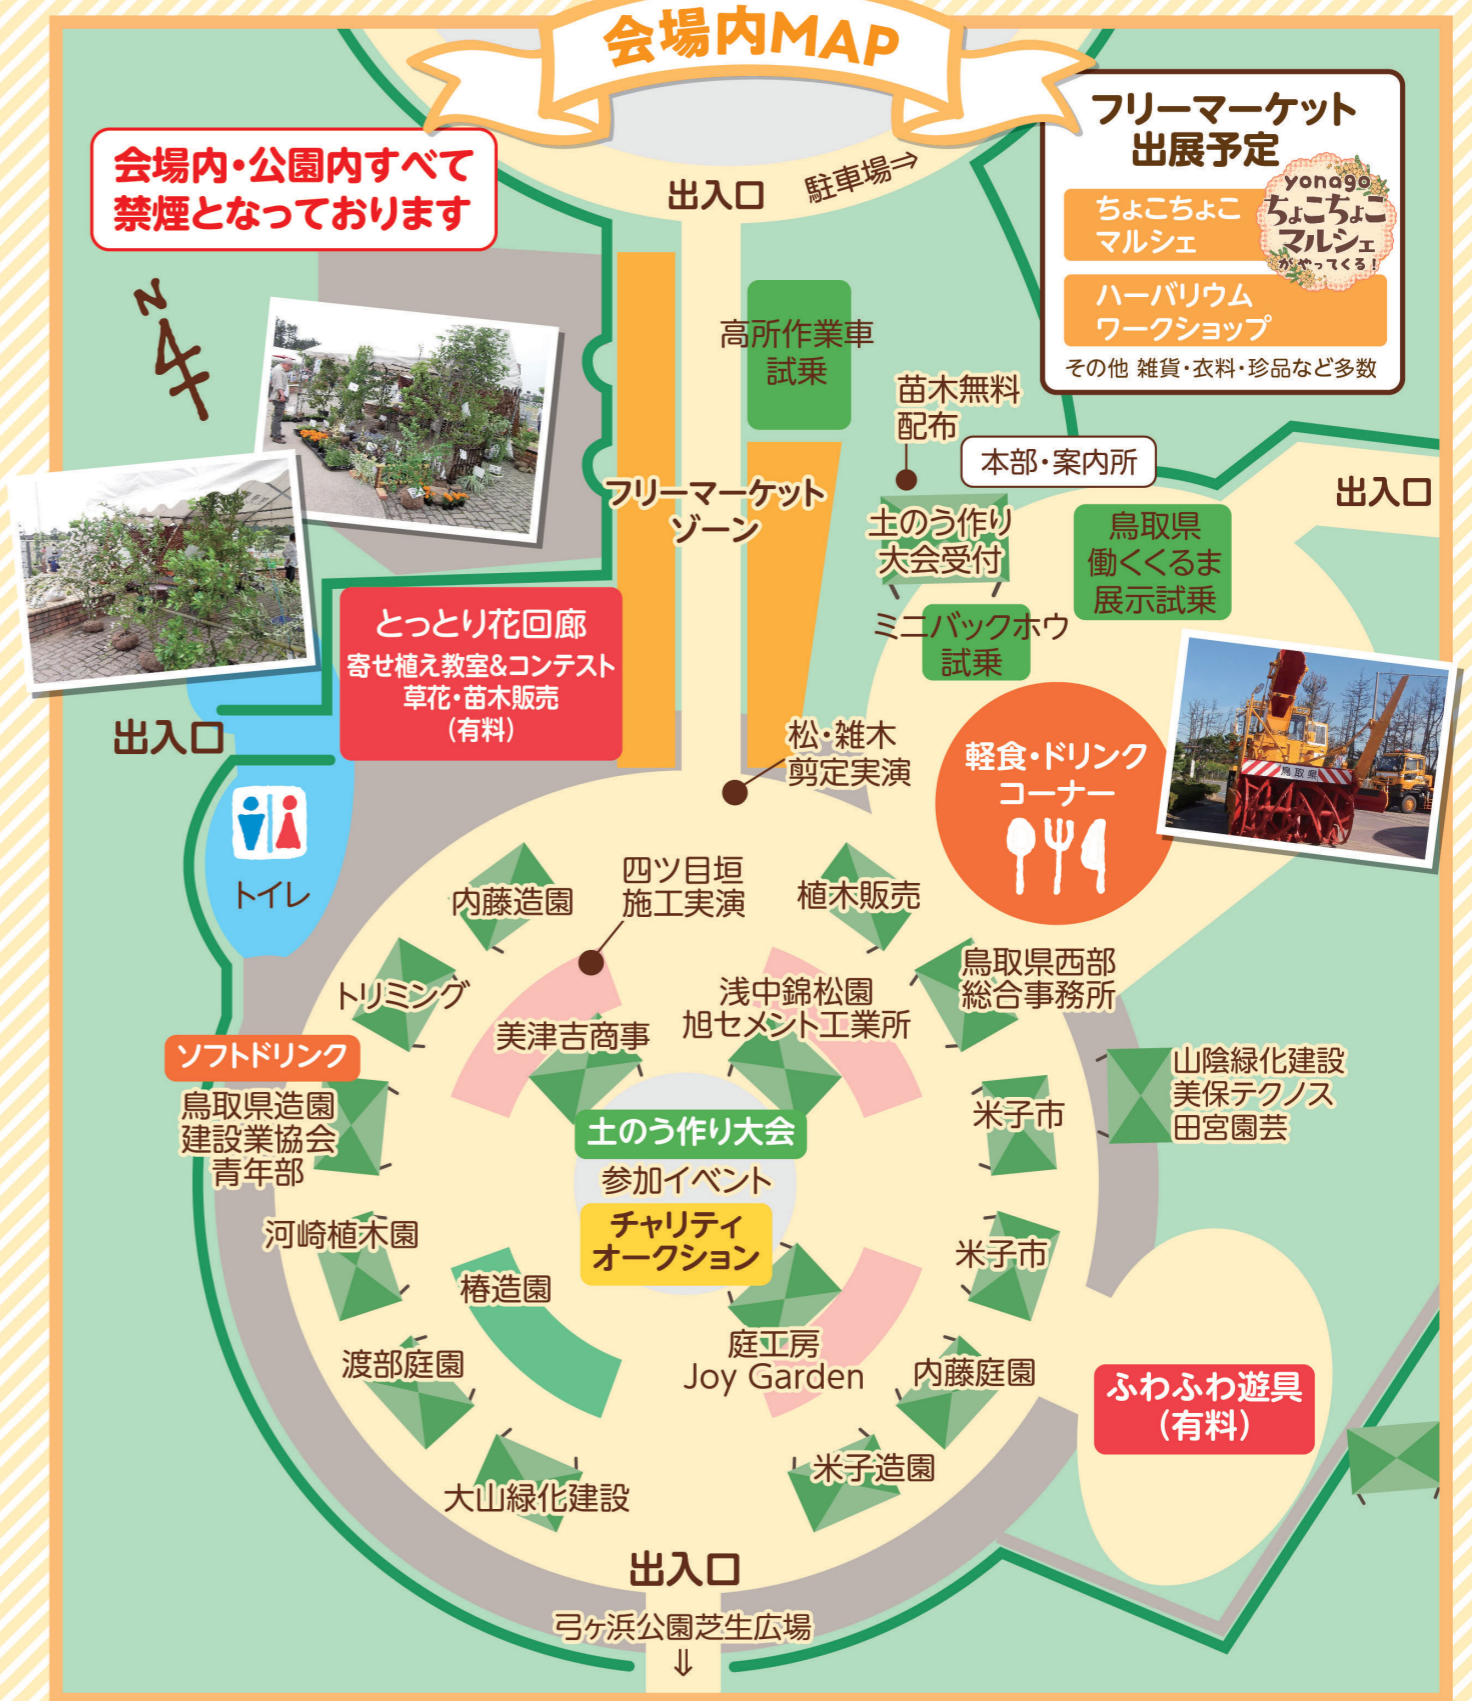 会場内MAP
会場内・公園内すべて
禁煙となっております
出入口
駐車場⇒
フリーマーケット
出展予定
ちょこちょこ
マルシェ
yonago
ちょこちょこ
マルシェ
がやってくる!
ハーバリウム
ワークショップ
その他 雑貨・衣料・珍品など多数
N
高所作業車
試乗
苗木無料
配布
本部・案内所
出入口
フリーマーケット
ゾーン
土のう作り
大会受付
鳥取県
働くくるま
展示試乗
ミニバックホウ
試乗
とっとり花回廊
寄せ植え教室&コンテスト
草花・苗木販売
(有料)
出入口
松・雑木
剪定実演
軽食・ドリンク
コーナー
鳥取県
トイレ
内藤造園
四ツ目垣
施工実演
植木販売
トリミング
美津吉商事
浅中錦松園
旭セメント工業所
鳥取県西部
総合事務所
ソフトドリンク
鳥取県造園
建設業協会
青年部
土のう作り大会
参加イベント
チャリティ
オークション
米子市
山陰緑化建設
美保テクノス
田宮園芸
河崎植木園
椿造園
米子市
渡部庭園
庭工房
Joy Garden
内藤庭園
ふわふわ遊具
(有料)
大山緑化建設
米子造園
出入口
弓ヶ浜公園芝生広場
⇓